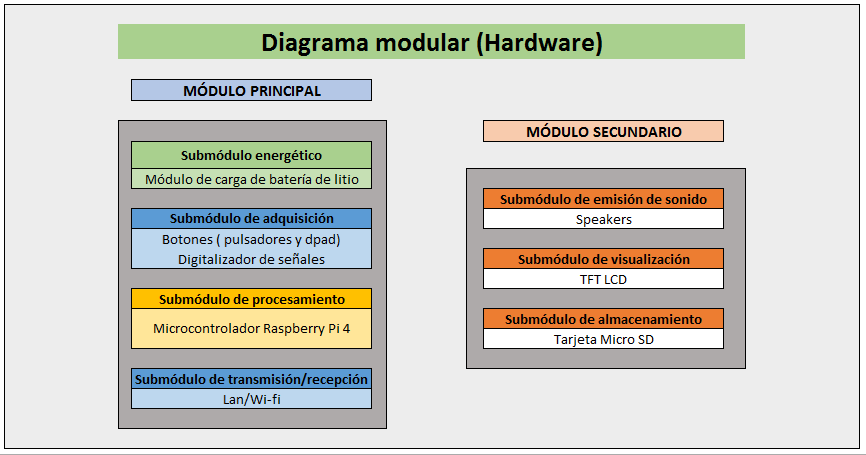 Diagrama modular (Hardware)
MÓDULO PRINCIPAL
Submódulo energético
Módulo de carga de batería de litio
Submódulo de adquisición
Botones ( pulsadores y dpad)
Digitalizador de señales
Submódulo de procesamiento
Microcontrolador Raspberry Pi 4
Submódulo de transmisión/recepción
Lan/Wi-fi
MÓDULO SECUNDARIO
Submódulo de emisión de sonido
Speakers
Submódulo de visualización
TFT LCD
Submódulo de almacenamiento
Tarjeta Micro SD